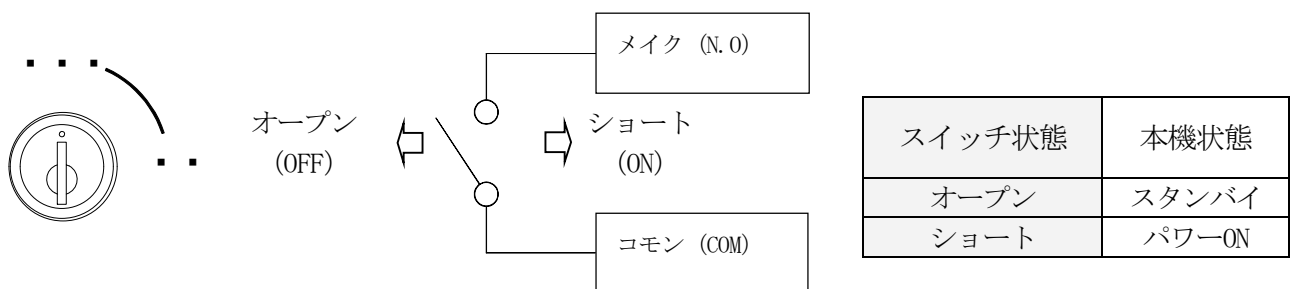 メイク (N.O)
オープン
(OFF)
ショート
(ON)
コモン (COM)
スイッチ状態 本機状態
オープン スタンバイ
ショート パワーON